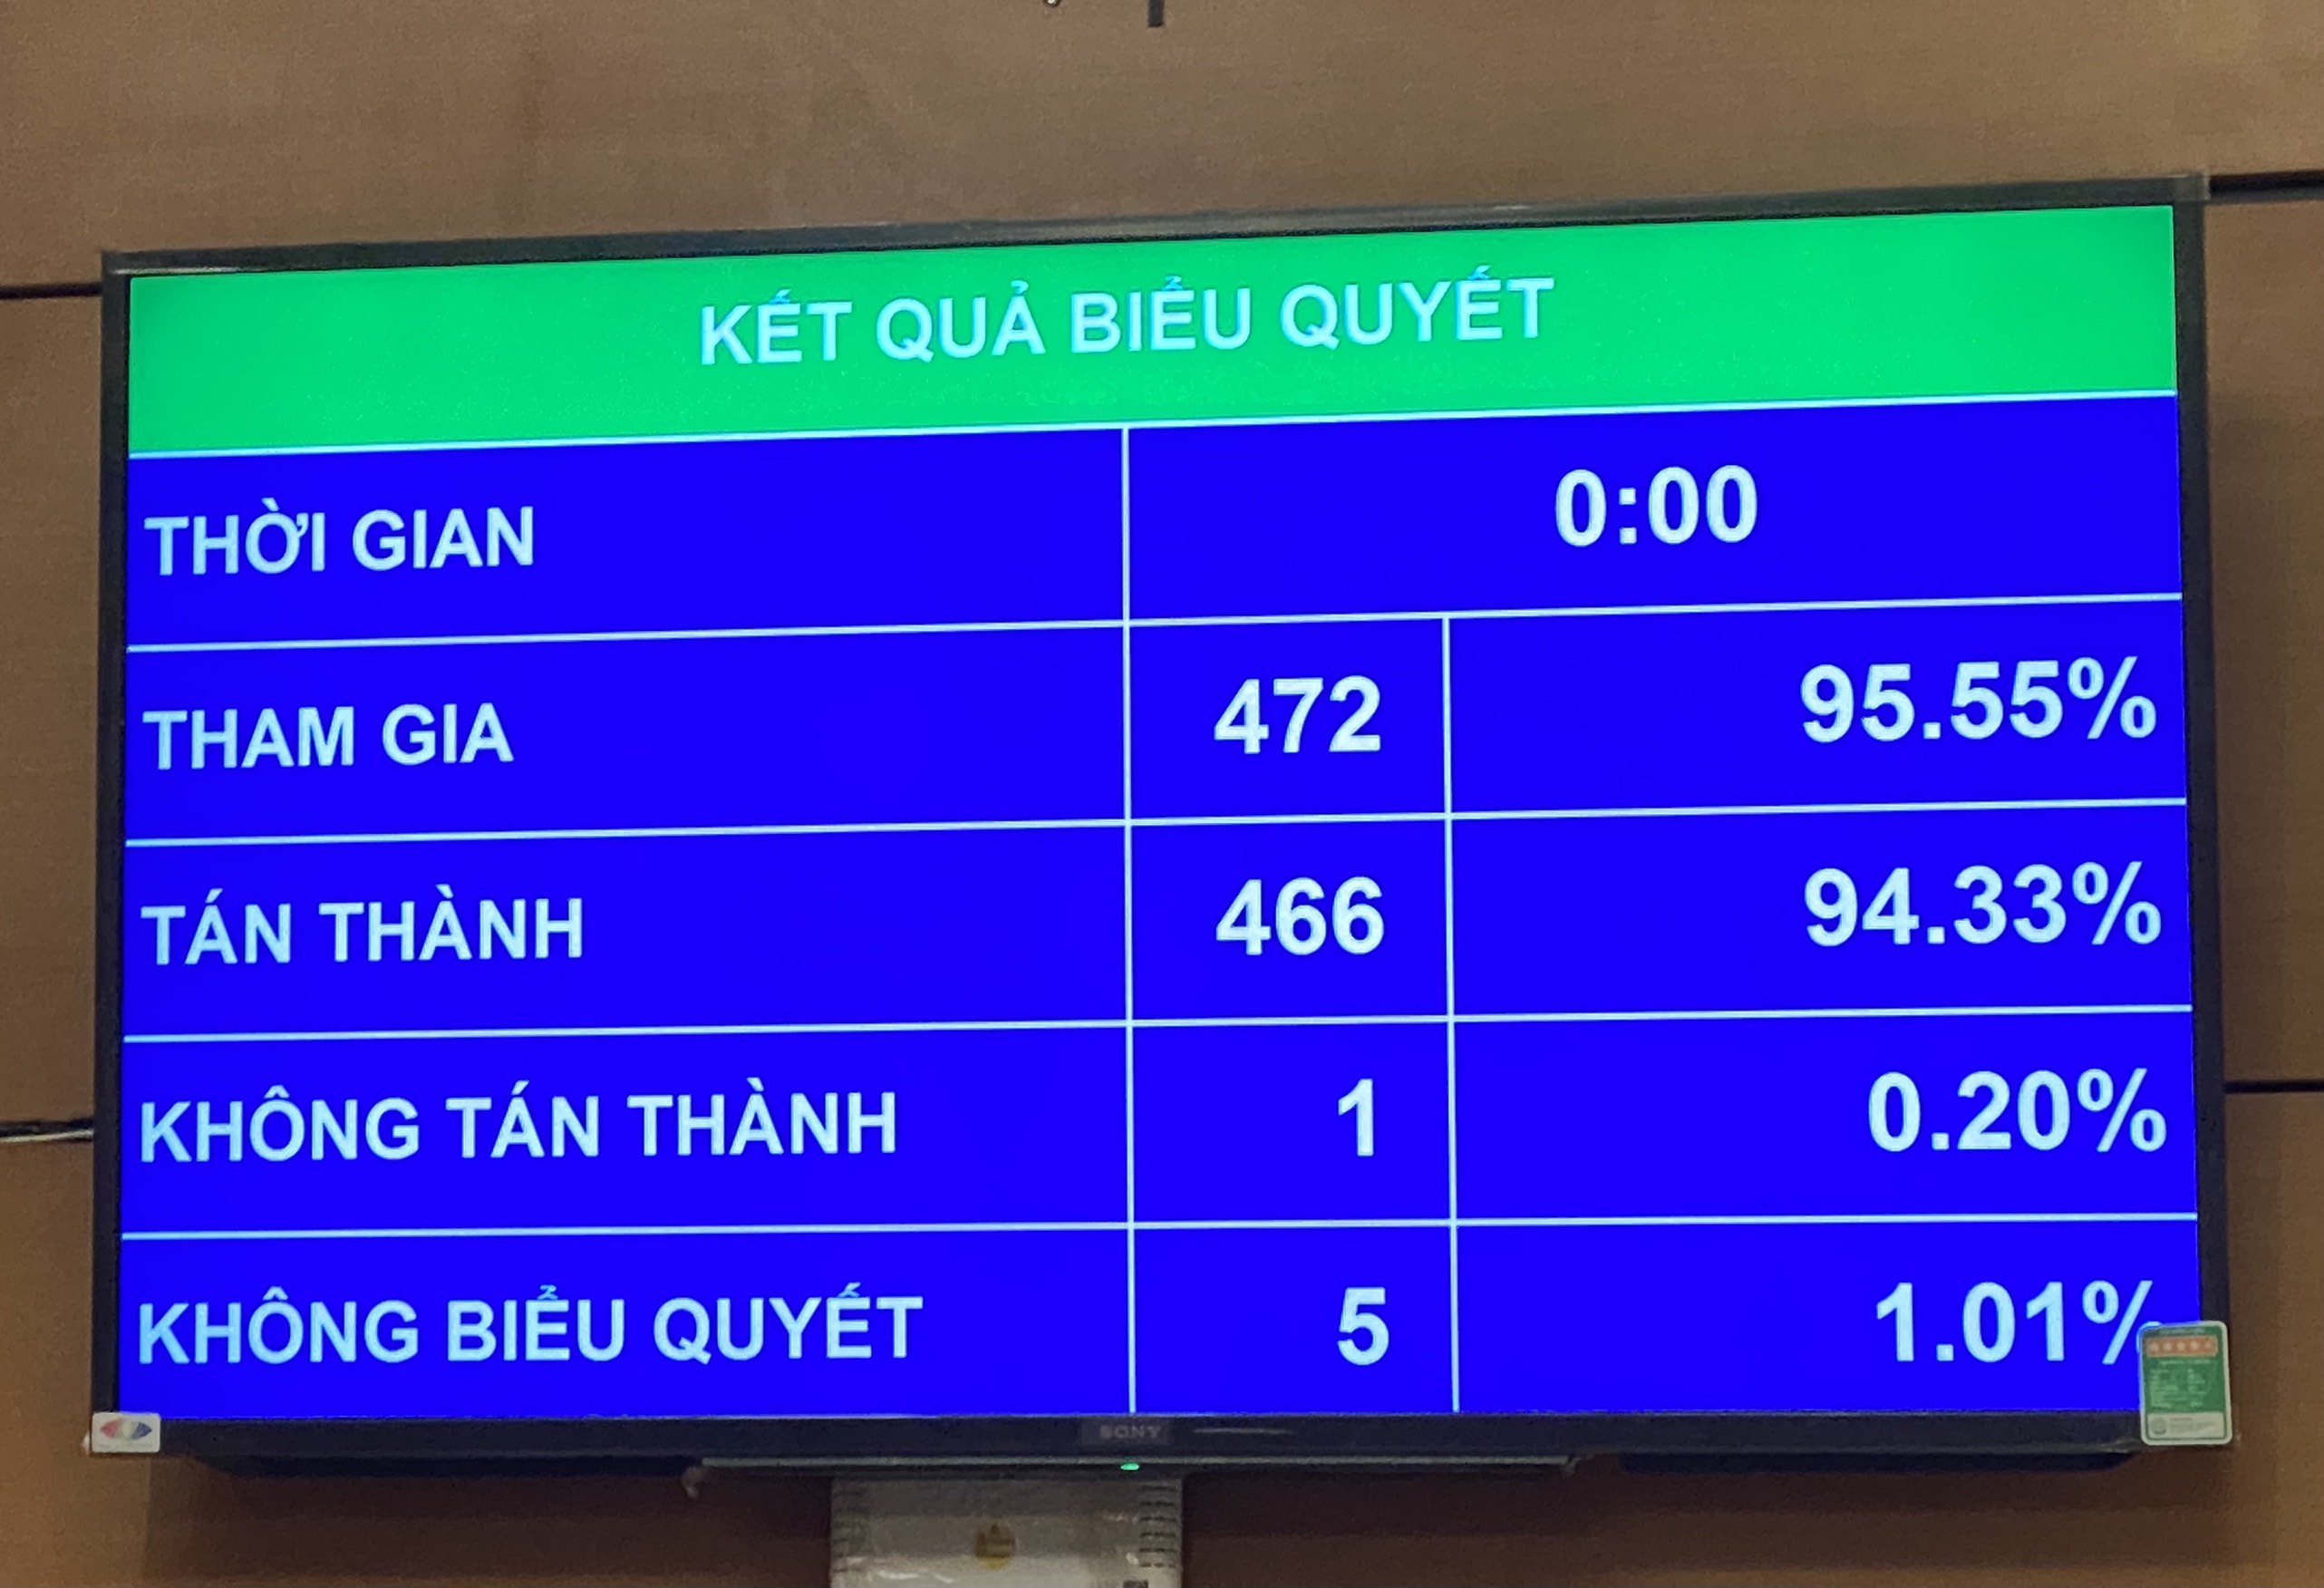 KẾT QUẢ BIỂU QUYẾT
THỜI GIAN 0:00
THAM GIA 472 95.55%
TÁN THÀNH 466 94.33%
KHÔNG TÁN THÀNH 1 0.20%
KHÔNG BIỂU QUYẾT 5 1.01%
SONY